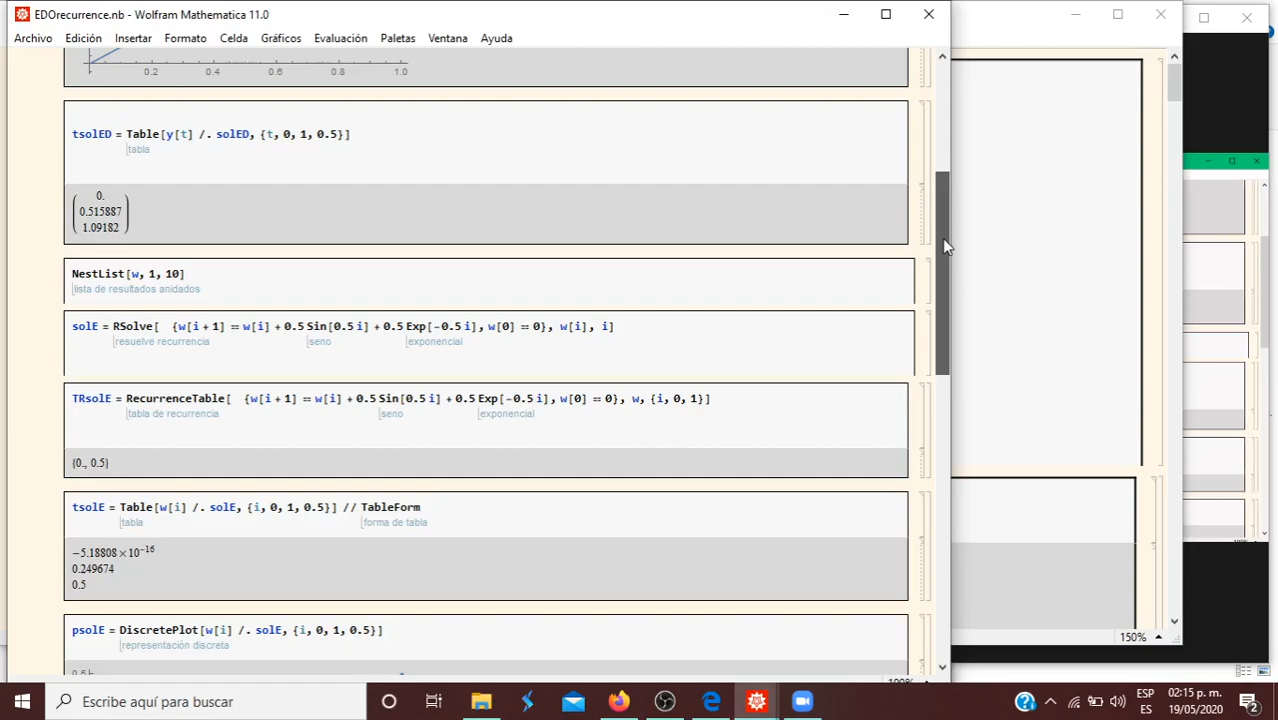 EDOrecurrence.nb - Wolfram Mathematica 11.0
Archivo Edición Insertar Formato Celda Gráficos Evaluación Paletas Ventana Ayuda
0.2 0.4 0.6 0.8 1.0
tsolED = Table[y[t] /. solED, {t, 0, 1, 0.5}]
tabla
0.
0.515887
1.09182
NestList[w, 1, 10]
lista de resultados anidados
solE = RSolve[ {w[i + 1] == w[i] + 0.5 Sin[0.5 i] + 0.5 Exp[-0.5 i], w[0] == 0}, w[i], i]
resuelve recurrencia seno exponencial
TRsolE = RecurrenceTable[ {w[i + 1] == w[i] + 0.5 Sin[0.5 i] + 0.5 Exp[-0.5 i], w[0] == 0}, w, {i, 0, 1}]
tabla de recurrencia seno exponencial
{0., 0.5}
tsolE = Table[w[i] /. solE, {i, 0, 1, 0.5}] // TableForm
tabla forma de tabla
-5.18808×10^-16
0.249674
0.5
psolE = DiscretePlot[w[i] /. solE, {i, 0, 1, 0.5}]
representación discreta
150%
Escribe aquí para buscar
ESP
ES
02:15 p. m.
19/05/2020
2